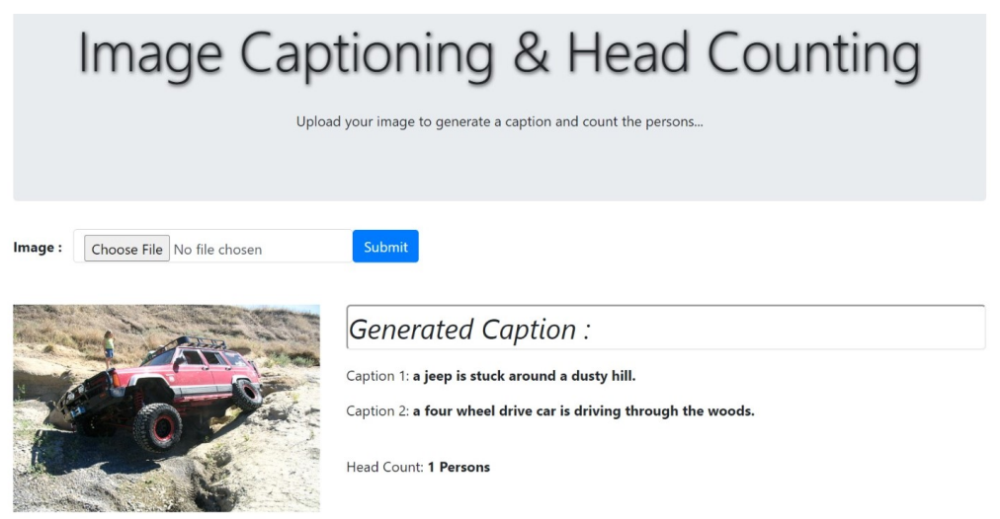 Image Captioning & Head Counting
Upload your image to generate a caption and count the persons...
Image :
Choose File No file chosen
Submit
Generated Caption :
Caption 1: a jeep is stuck around a dusty hill.
Caption 2: a four wheel drive car is driving through the woods.
Head Count: 1 Persons